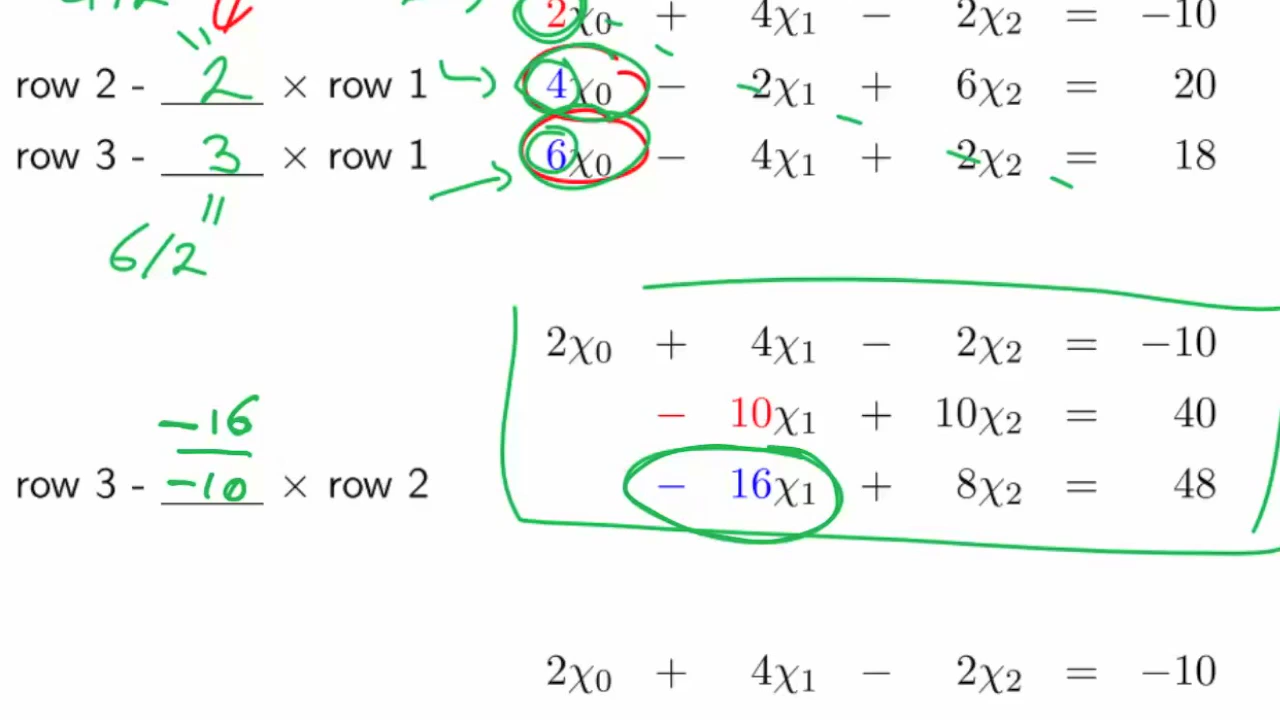 2χ₀ + 4χ₁ − 2χ₂ = −10
row 2 - 2 × row 1 4χ₀ − 2χ₁ + 6χ₂ = 20
row 3 - 3 × row 1 6χ₀ − 4χ₁ + 2χ₂ = 18
6/2
2χ₀ + 4χ₁ − 2χ₂ = −10
− 10χ₁ + 10χ₂ = 40
−16
row 3 - −10 × row 2 − 16χ₁ + 8χ₂ = 48
2χ₀ + 4χ₁ − 2χ₂ = −10